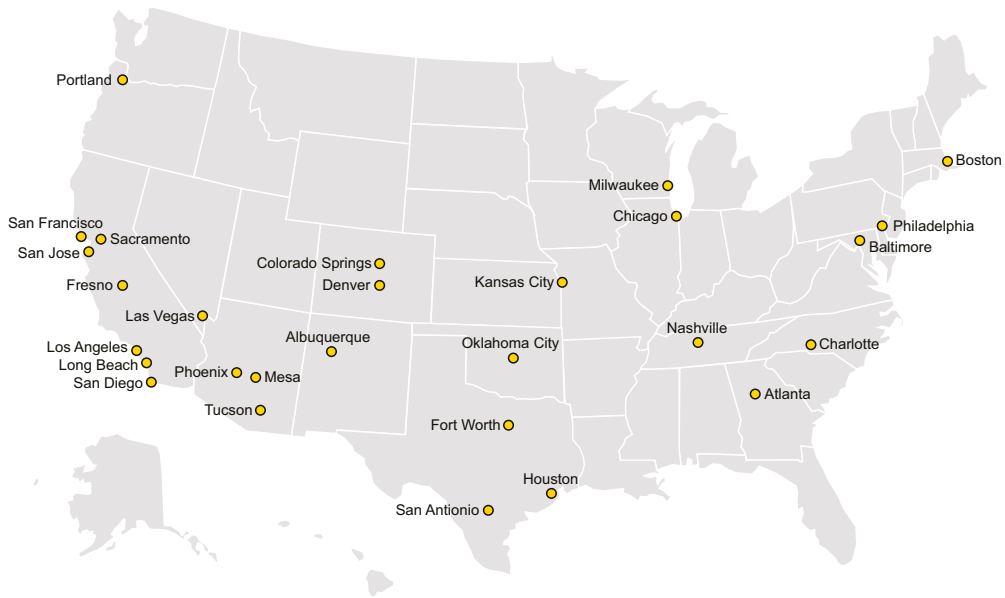 Portland
Boston
Milwaukee
Chicago
San Francisco
Philadelphia
Sacramento
Baltimore
San Jose
Colorado Springs
Kansas City
Fresno
Denver
Las Vegas
Nashville
Albuquerque
Oklahoma City
Charlotte
Los Angeles
Long Beach
Phoenix
Mesa
San Diego
Atlanta
Tucson
Fort Worth
Houston
San Antionio